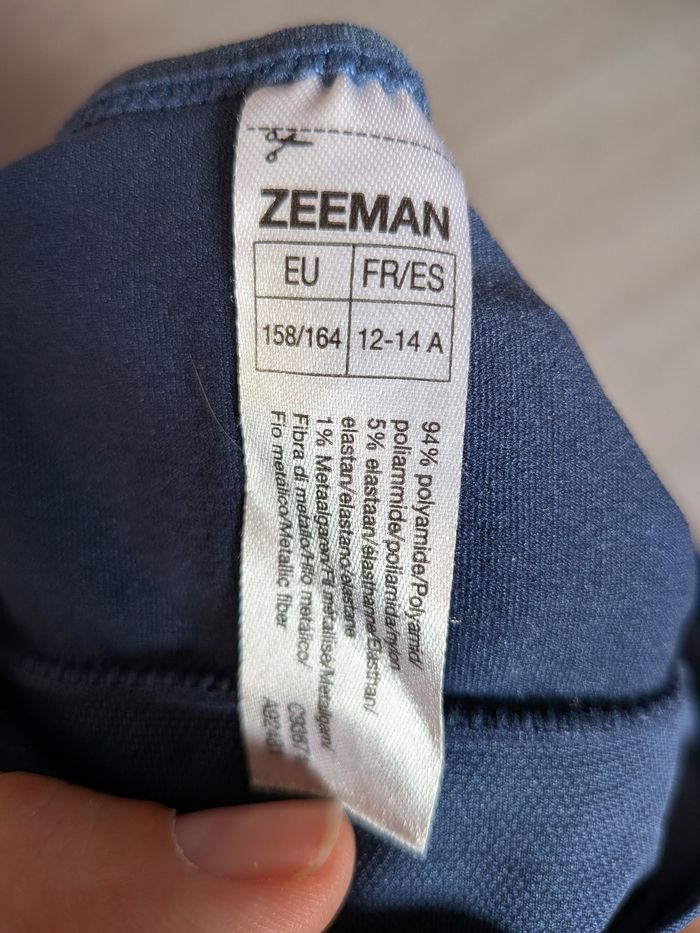 ZEEMAN
EU FR/ES
158/164 12-14 A
94% polyamide/Polyamid/
poliammide/poliamida/nylon
5% elastaan/élasthanne/Elasthan/
elastan/elastano/elastane
1% Metaalgaren/Fil métallisé/Metallgarn/
Fibra di metallo/Hilo metálico/
Fio metálico/Metallic fiber